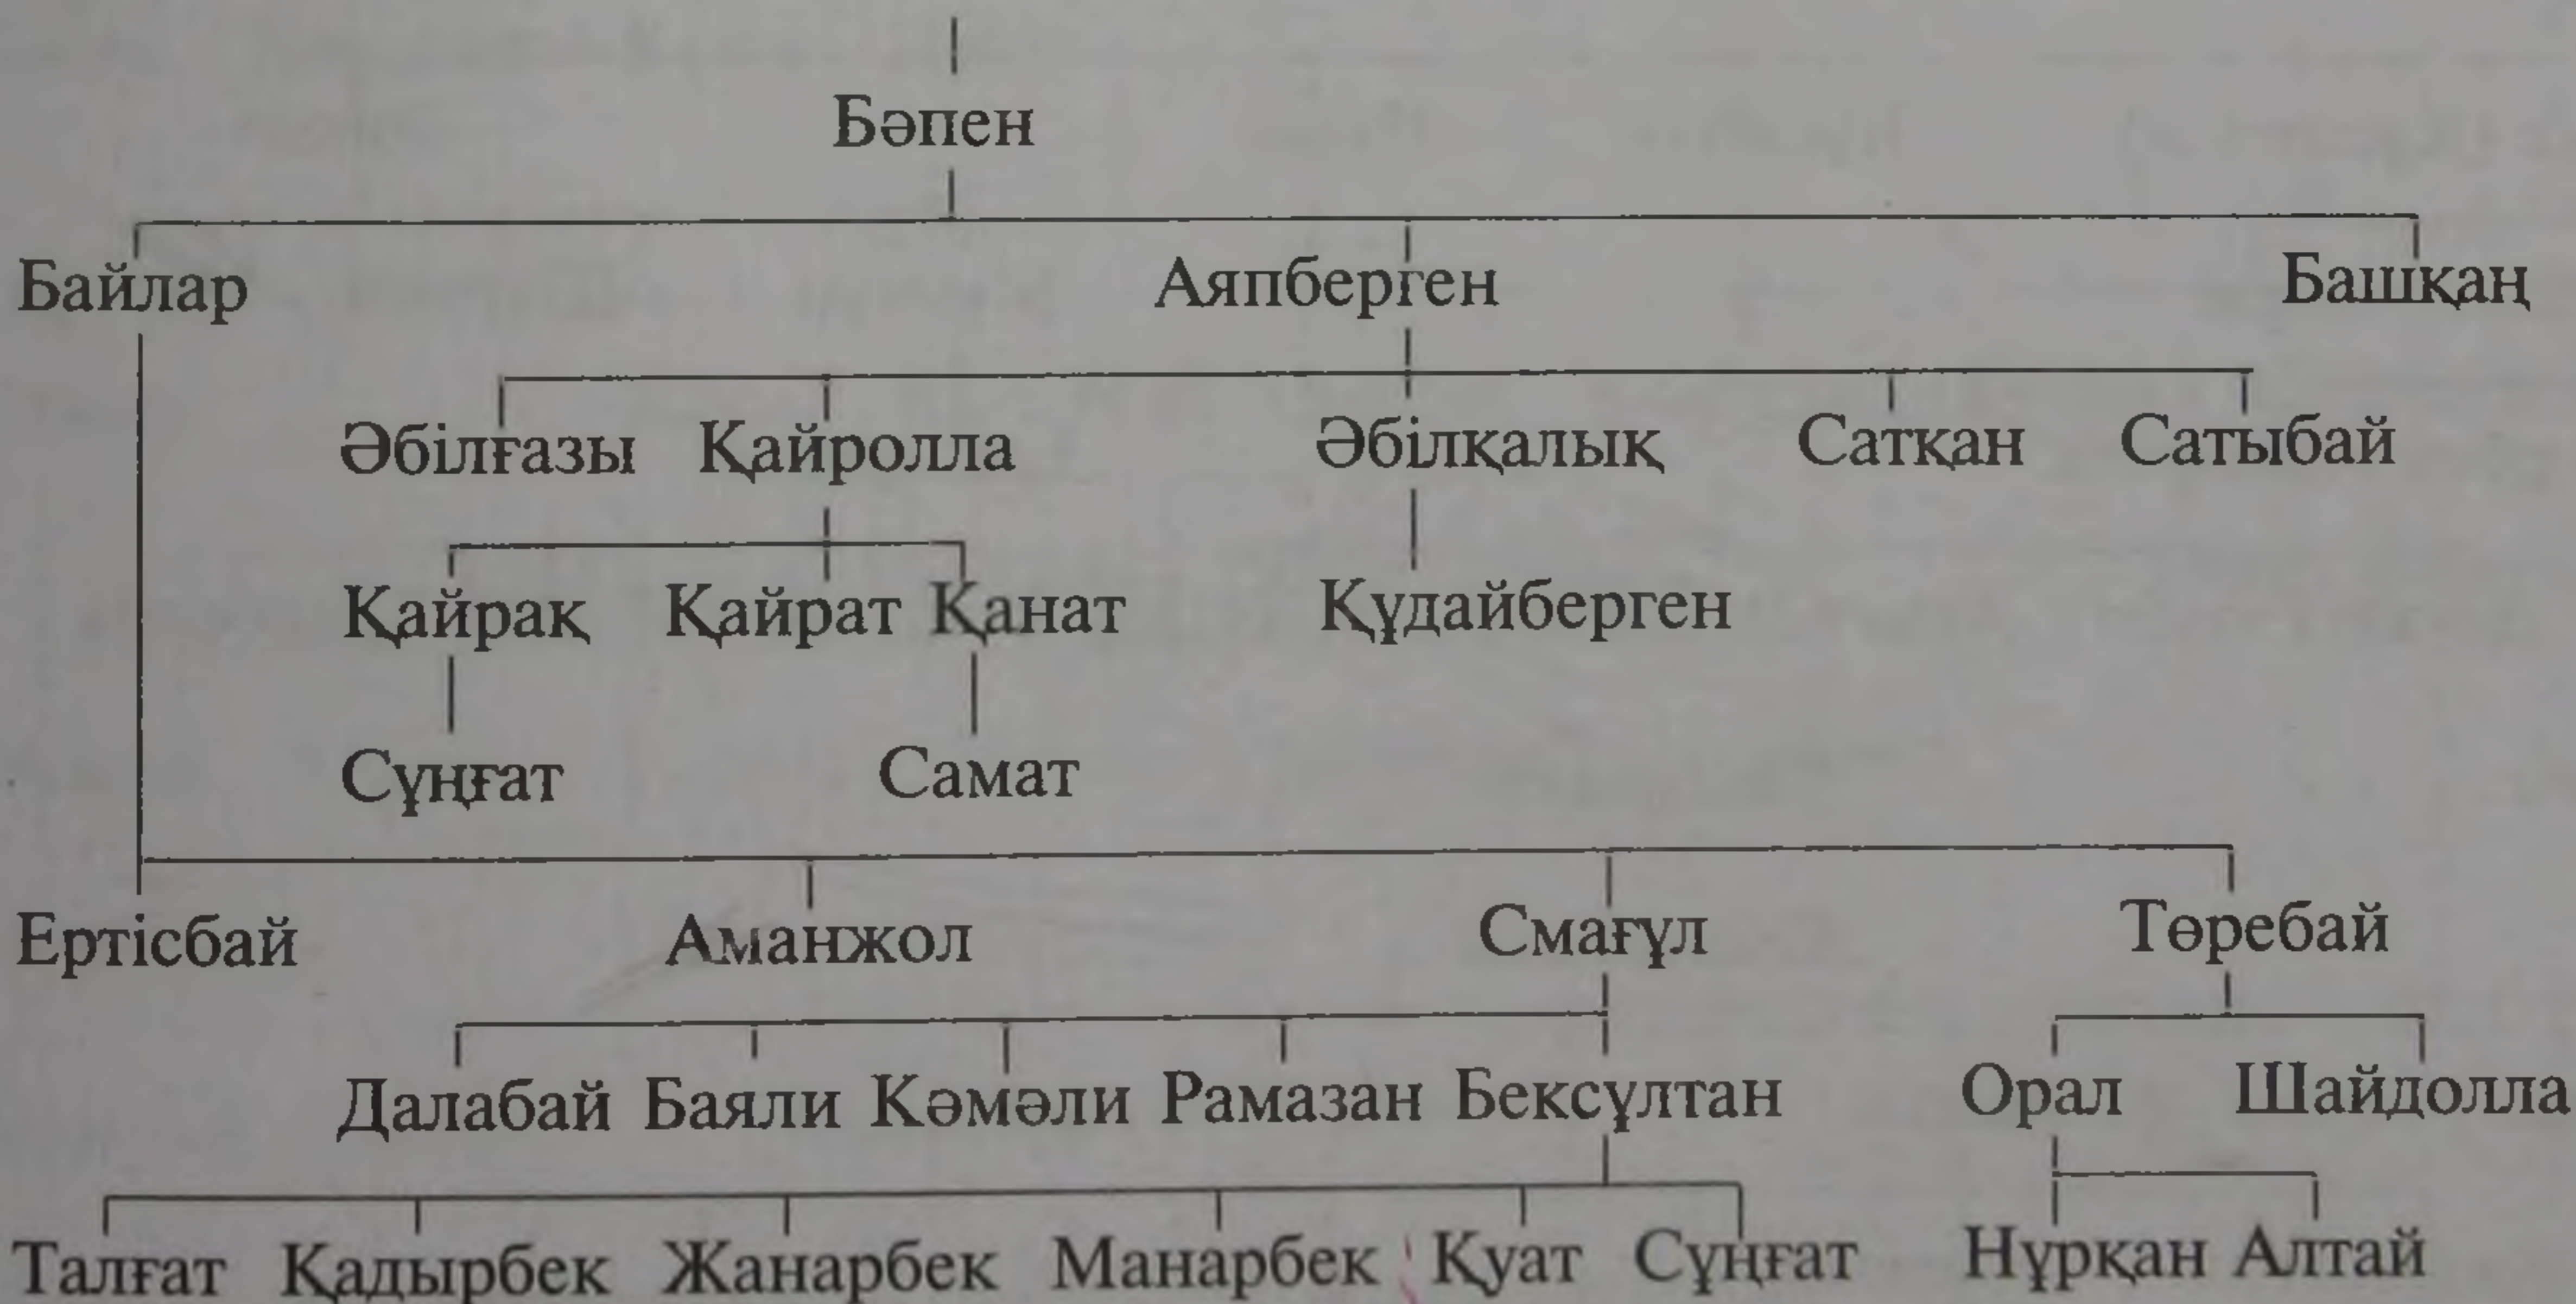 Бәпен
Байлар Аяпберген Башқаң
Әбілғазы Қайролла Әбілқалық Сатқан Сатыбай
Қайрақ Қайрат Қанат Құдайберген
Сұңғат Самат
Ертісбай Аманжол Смағұл Төребай
Далабай Баяли Кәмәли Рамазан Бексұлтан Орал Шайдолла
Талғат Қадырбек Жанарбек Манарбек Қуат Сұңғат Нұрқан Алтай